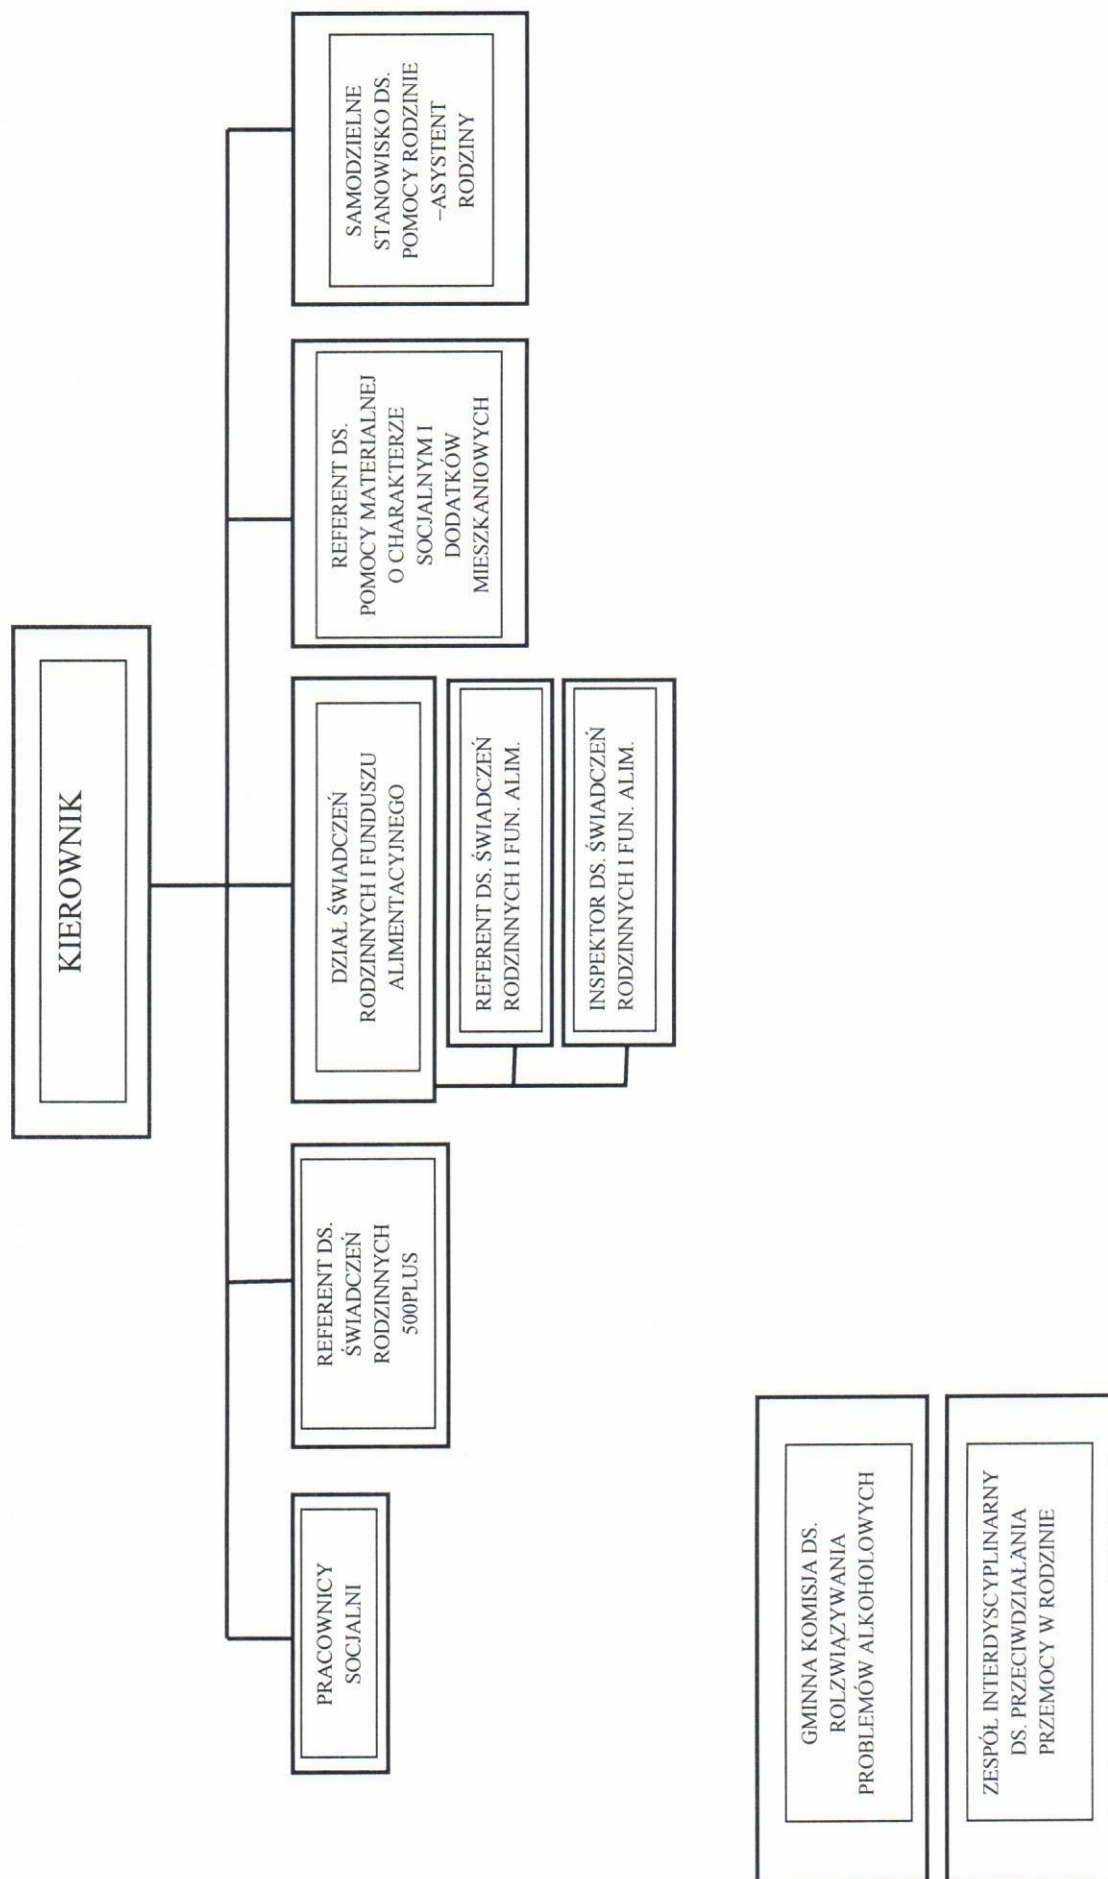 KIEROWNIK
PRACOWNICY
SOCJALNI
REFERENT DS.
ŚWIADCZEŃ
RODZINNYCH
500PLUS
DZIAŁ ŚWIADCZEŃ
RODZINNYCH I FUNDUSZU
ALIMENTACYJNEGO
REFERENT DS. ŚWIADCZEŃ
RODZINNYCH I FUN. ALIM.
INSPEKTOR DS. ŚWIADCZEŃ
RODZINNYCH I FUN. ALIM.
REFERENT DS.
POMOCY MATERIALNEJ
O CHARAKTERZE
SOCJALNYM I
DODATKÓW
MIESZKANIOWYCH
SAMODZIELNE
STANOWISKO DS.
POMOCY RODZINIE
–ASYSTENT
RODZINY
GMINNA KOMISJA DS.
ROLZWIĄZYWANIA
PROBLEMÓW ALKOHOLOWYCH
ZESPÓŁ INTERDYSCYPLINARNY
DS. PRZECIWDZIAŁANIA
PRZEMOCY W RODZINIE